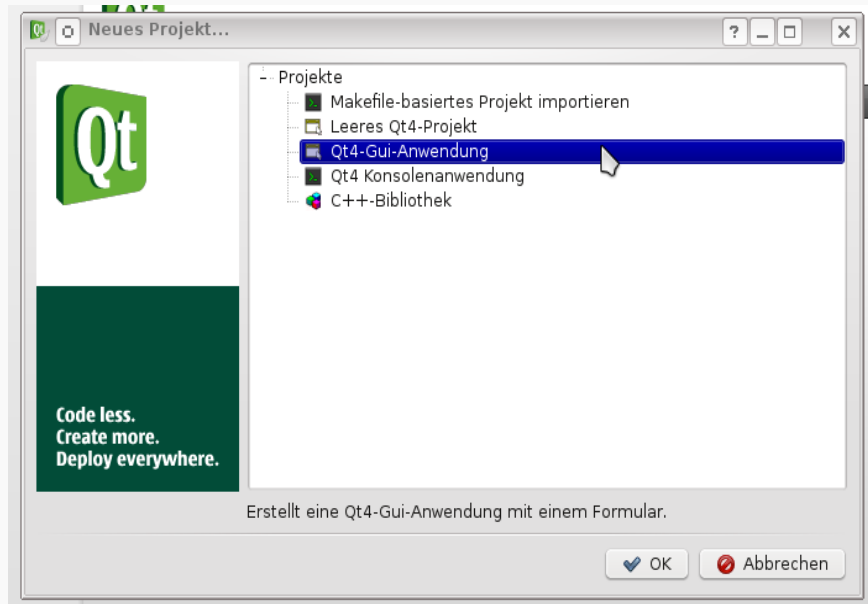 Neues Projekt...
Projekte
Makefile-basiertes Projekt importieren
Leeres Qt4-Projekt
Qt4-Gui-Anwendung
Qt4 Konsolenanwendung
C++-Bibliothek
Qt
Code less.
Create more.
Deploy everywhere.
Erstellt eine Qt4-Gui-Anwendung mit einem Formular.
OK
Abbrechen